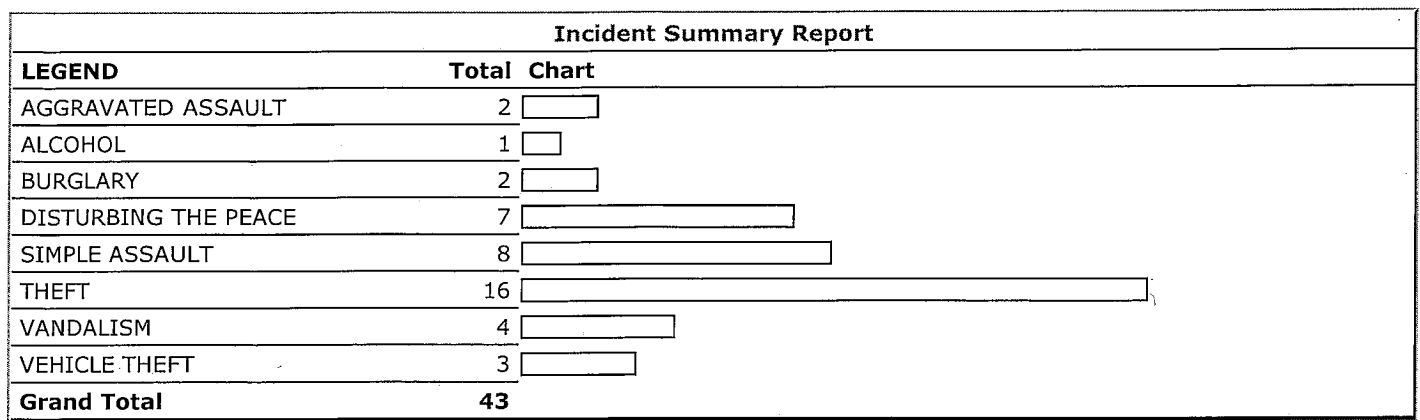 Incident Summary Report
LEGEND Total Chart
AGGRAVATED ASSAULT 2
ALCOHOL 1
BURGLARY 2
DISTURBING THE PEACE 7
SIMPLE ASSAULT 8
THEFT 16
VANDALISM 4
VEHICLE THEFT 3
Grand Total 43